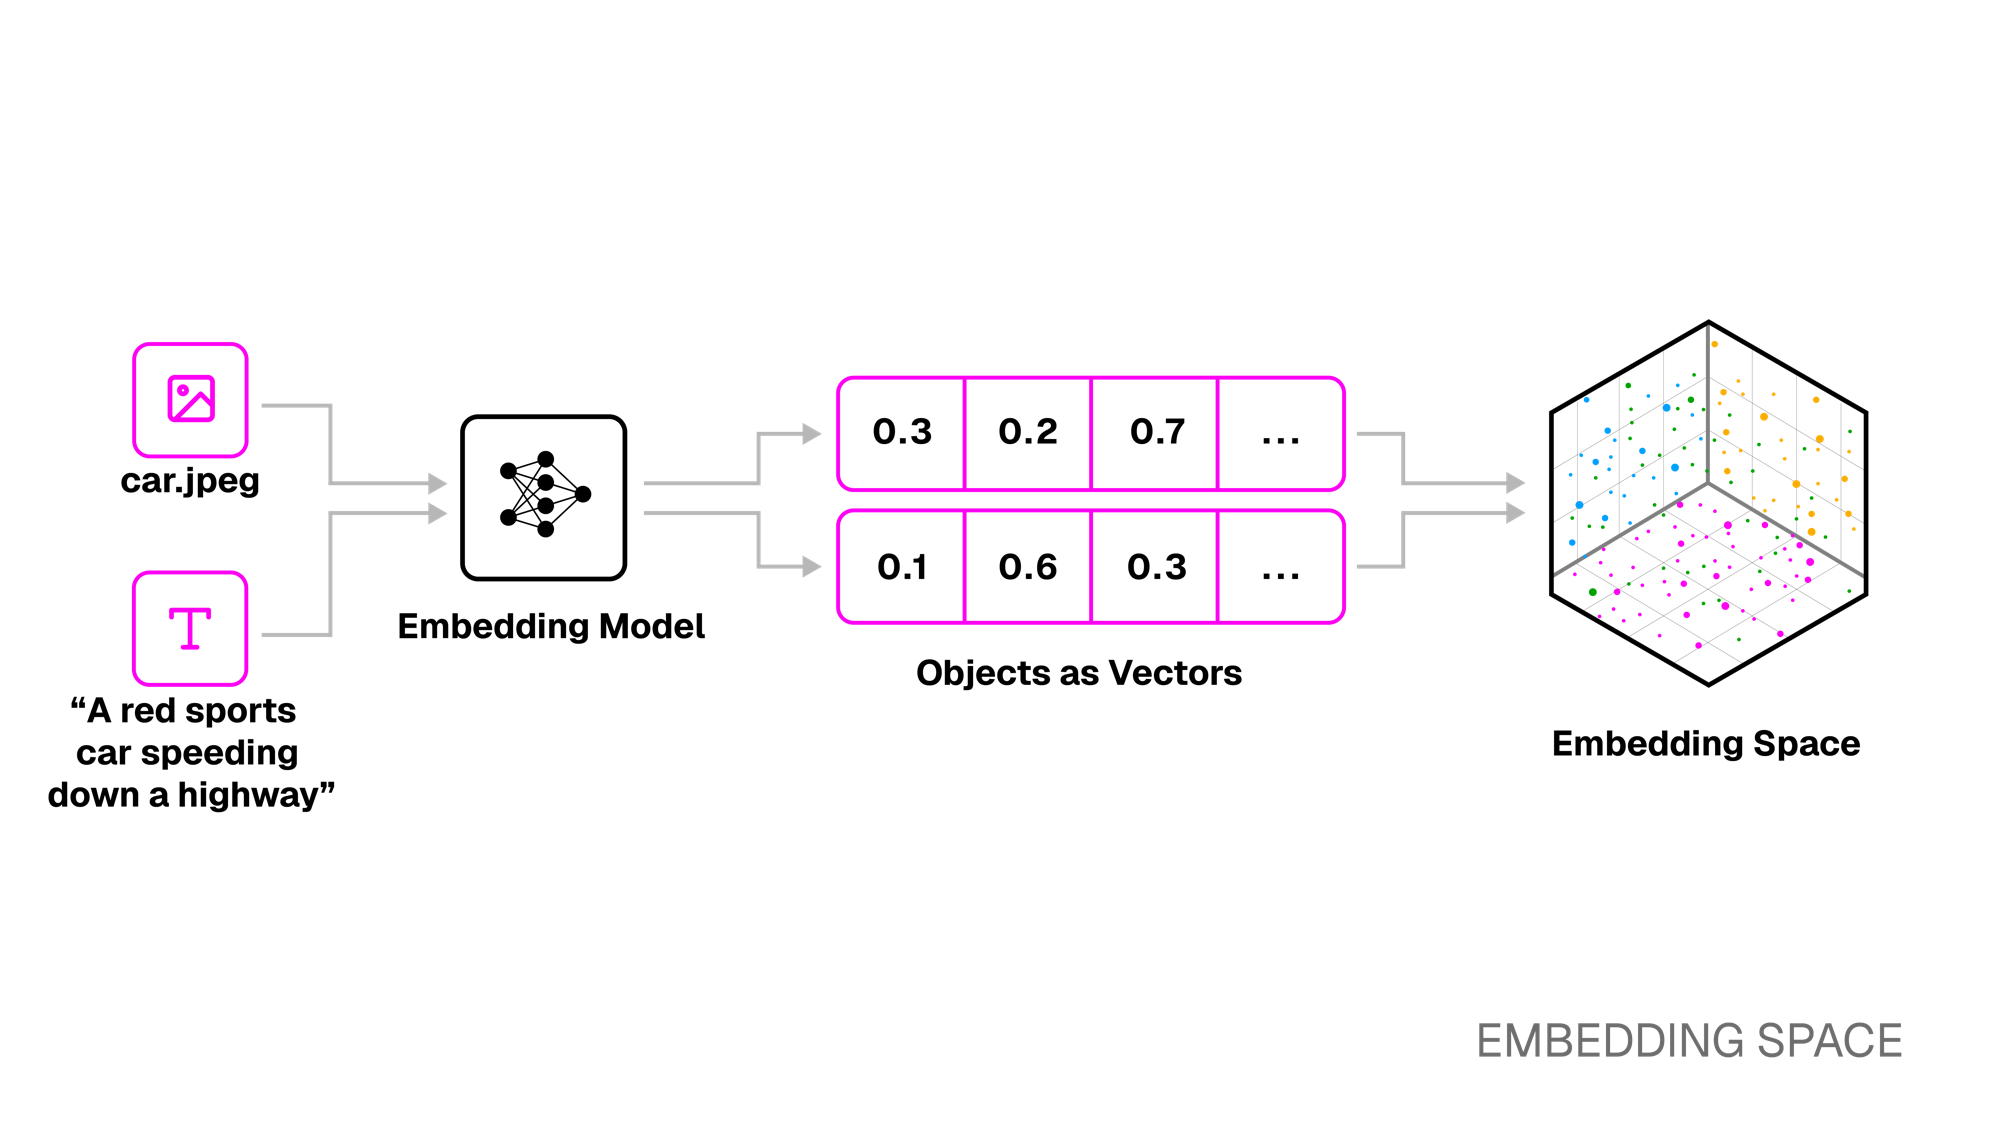 car.jpeg
“A red sports
car speeding
down a highway”
Embedding Model
0.3 0.2 0.7 ...
0.1 0.6 0.3 ...
Objects as Vectors
Embedding Space
EMBEDDING SPACE